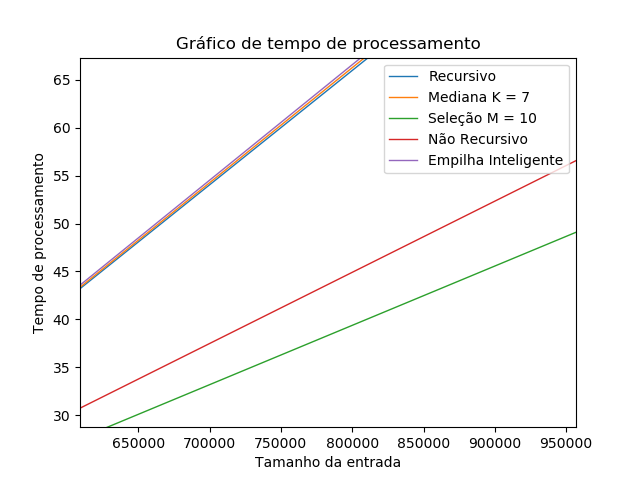 Gráfico de tempo de processamento
65
60
55
50
45
40
35
30
Tempo de processamento
Recursivo
Mediana K = 7
Seleção M = 10
Não Recursivo
Empilha Inteligente
650000 700000 750000 800000 850000 900000 950000
Tamanho da entrada